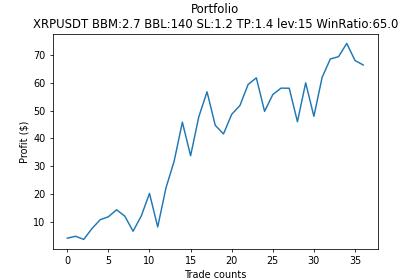 Portfolio
XRPUSDT BBM:2.7 BBL:140 SL:1.2 TP:1.4 lev:15 WinRatio:65.0
70
60
50
40
30
20
10
Profit ($)
0 5 10 15 20 25 30 35
Trade counts